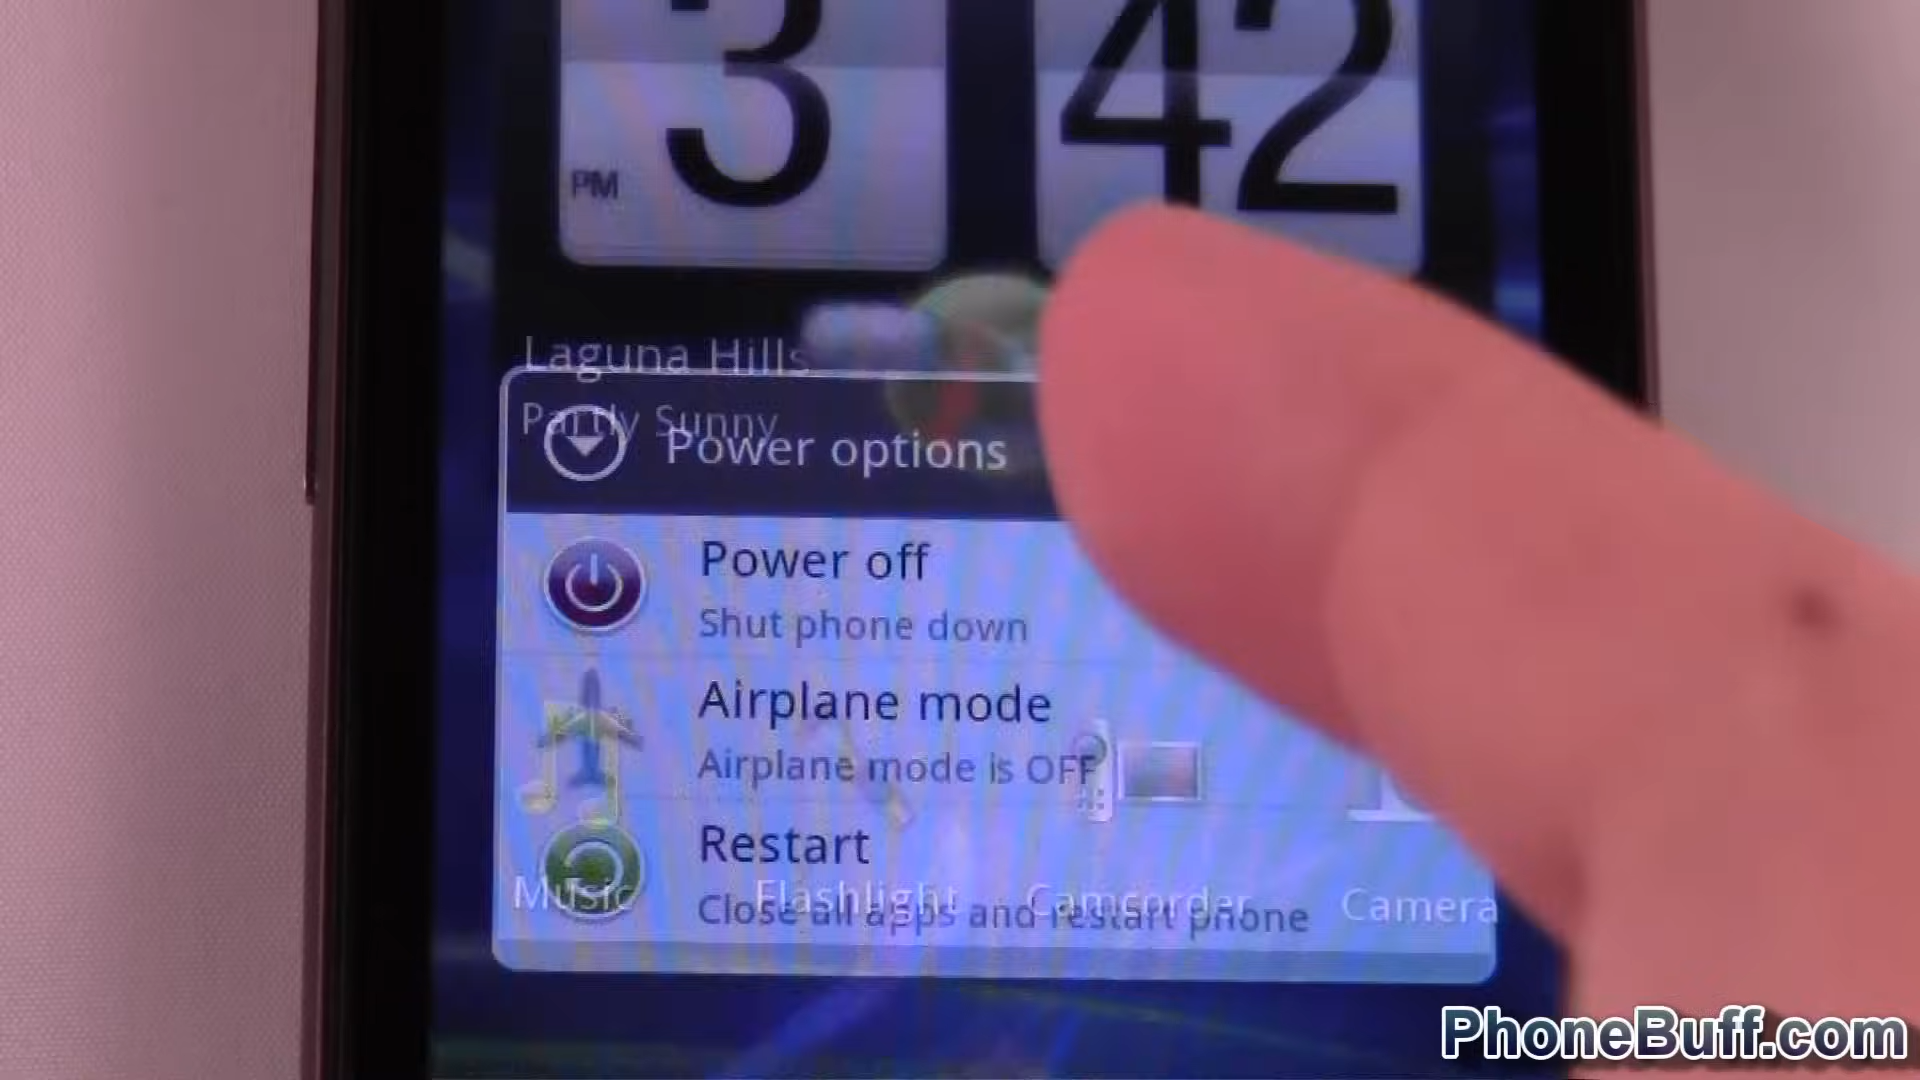 3 42
PM
Laguna Hills
Partly Sunny
Power options
Power off
Shut phone down
Airplane mode
Airplane mode is OFF
Restart
Close all apps and restart phone
Music Flashlight Camcorder Camera
PhoneBuff.com